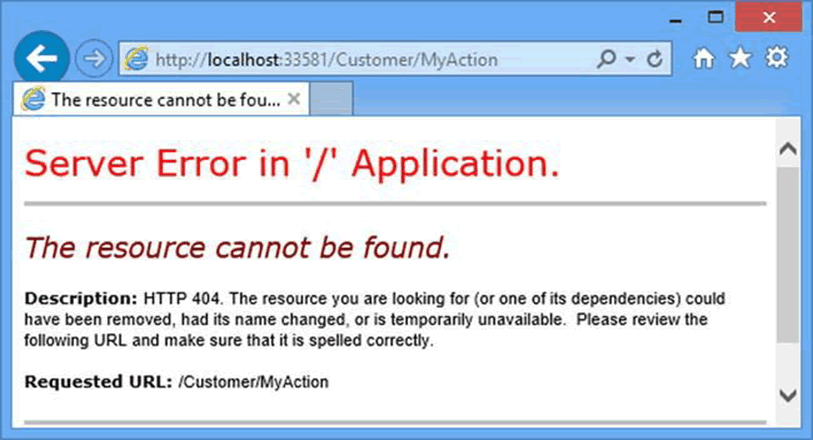 http://localhost:33581/Customer/MyAction
The resource cannot be fou...
Server Error in '/' Application.
The resource cannot be found.
Description: HTTP 404. The resource you are looking for (or one of its dependencies) could
have been removed, had its name changed, or is temporarily unavailable.  Please review the
following URL and make sure that it is spelled correctly.
Requested URL: /Customer/MyAction